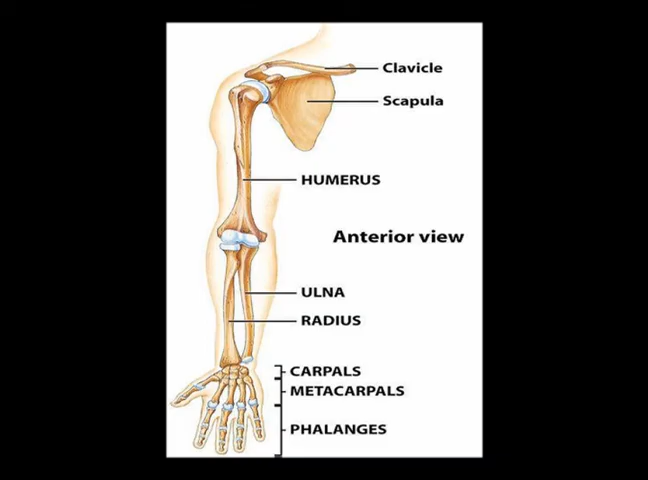 Clavicle
Scapula
HUMERUS
Anterior view
ULNA
RADIUS
CARPALS
METACARPALS
PHALANGES